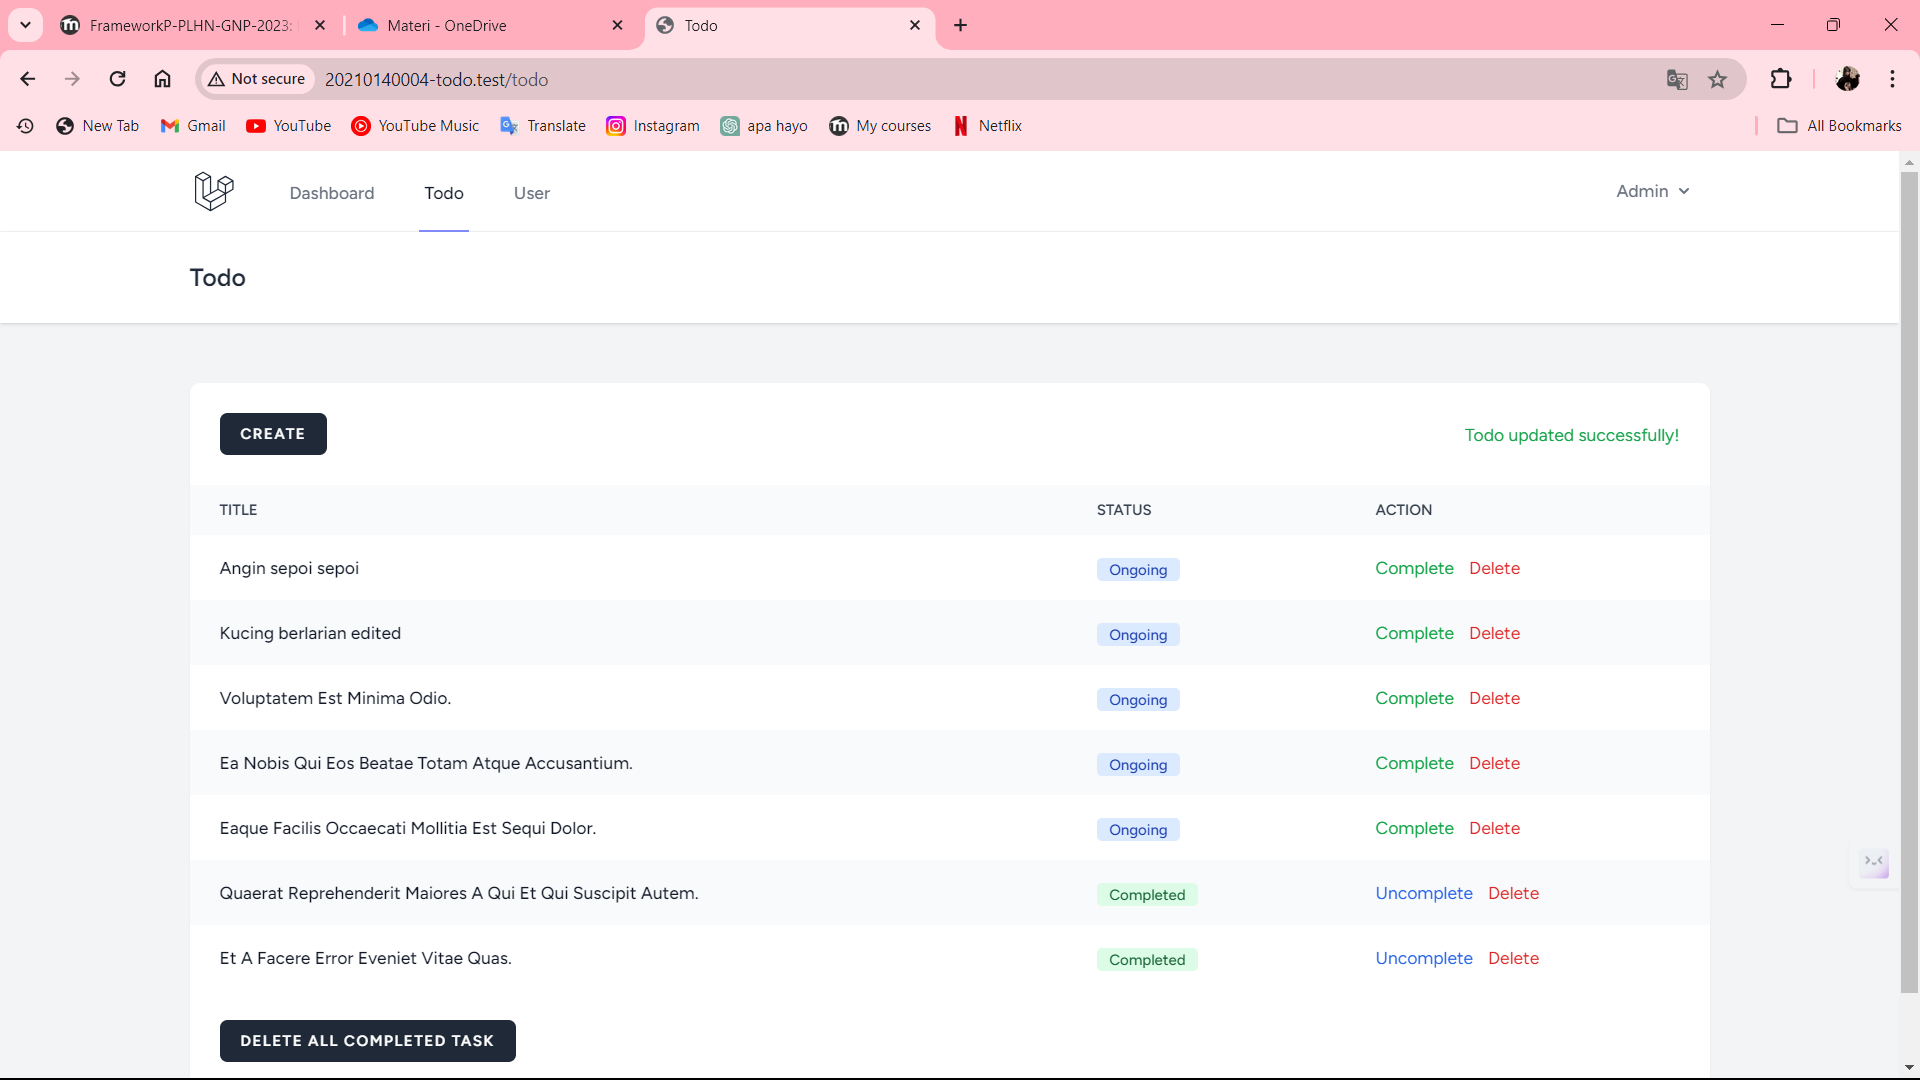 FrameworkP-PLHN-GNP-2023:
Materi - OneDrive
Todo
Not secure
20210140004-todo.test/todo
New Tab
Gmail
YouTube
YouTube Music
Translate
Instagram
apa hayo
My courses
Netflix
All Bookmarks
Dashboard
Todo
User
Admin
Todo
CREATE
Todo updated successfully!
TITLE STATUS ACTION
Angin sepoi sepoi Ongoing Complete Delete
Kucing berlarian edited Ongoing Complete Delete
Voluptatem Est Minima Odio. Ongoing Complete Delete
Ea Nobis Qui Eos Beatae Totam Atque Accusantium. Ongoing Complete Delete
Eaque Facilis Occaecati Mollitia Est Sequi Dolor. Ongoing Complete Delete
Quaerat Reprehenderit Maiores A Qui Et Qui Suscipit Autem. Completed Uncomplete Delete
Et A Facere Error Eveniet Vitae Quas. Completed Uncomplete Delete
DELETE ALL COMPLETED TASK